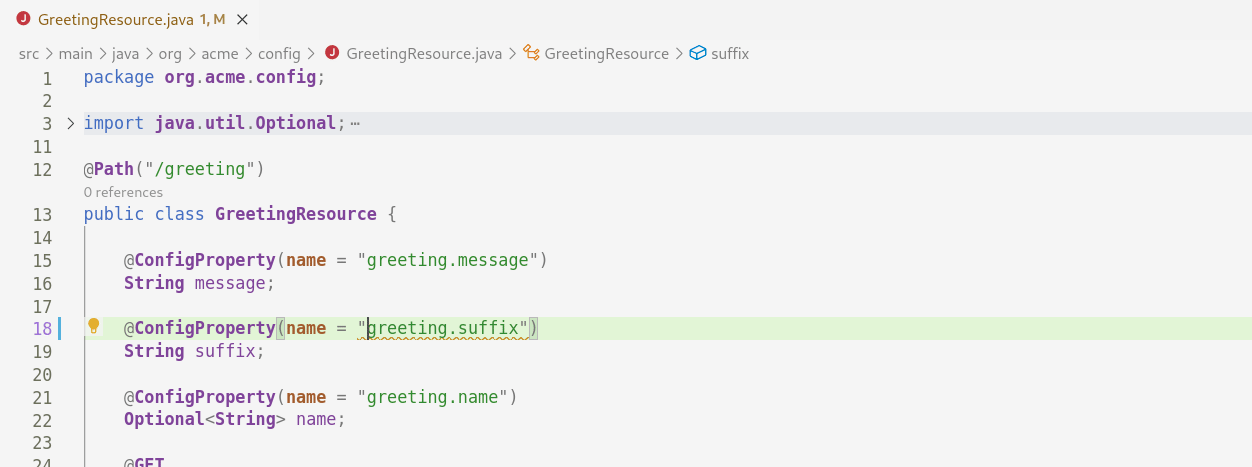 GreetingResource.java 1, M
src > main > java > org > acme > config > GreetingResource.java > GreetingResource > suffix
1 package org.acme.config;
2
3 > import java.util.Optional; ⋯
11
12 @Path("/greeting")
0 references
13 public class GreetingResource {
14
15 @ConfigProperty(name = "greeting.message")
16 String message;
17
18 @ConfigProperty(name = "greeting.suffix")
19 String suffix;
20
21 @ConfigProperty(name = "greeting.name")
22 Optional<String> name;
23
24 @GET